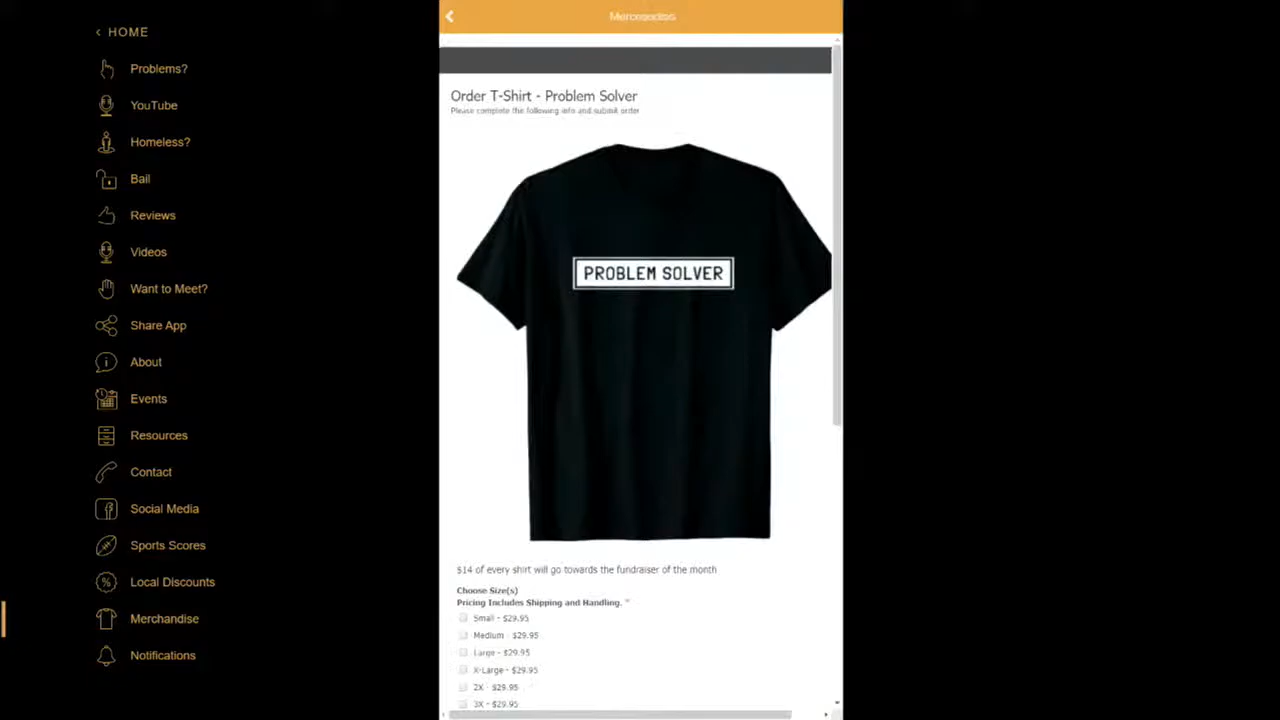 HOME
Problems?
YouTube
Homeless?
Bail
Reviews
Videos
Want to Meet?
Share App
About
Events
Resources
Contact
Social Media
Sports Scores
Local Discounts
Merchandise
Notifications
Merchandise
Order T-Shirt - Problem Solver
Please complete the following info and submit order
PROBLEM SOLVER
$14 of every shirt will go towards the fundraiser of the month
Choose Size(s)
Pricing Includes Shipping and Handling. *
Small - $29.95
Medium - $29.95
Large - $29.95
X-Large - $29.95
2X - $29.95
3X - $29.95